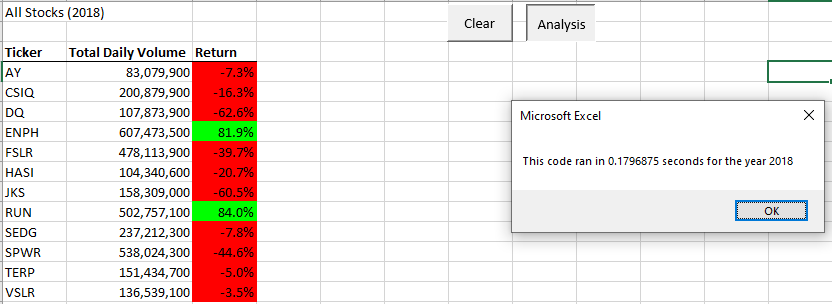 All Stocks (2018)
Clear
Analysis
Ticker Total Daily Volume Return
AY 83,079,900 -7.3%
CSIQ 200,879,900 -16.3%
DQ 107,873,900 -62.6%
ENPH 607,473,500 81.9%
FSLR 478,113,900 -39.7%
HASI 104,340,600 -20.7%
JKS 158,309,000 -60.5%
RUN 502,757,100 84.0%
SEDG 237,212,300 -7.8%
SPWR 538,024,300 -44.6%
TERP 151,434,700 -5.0%
VSLR 136,539,100 -3.5%
Microsoft Excel
This code ran in 0.1796875 seconds for the year 2018
OK